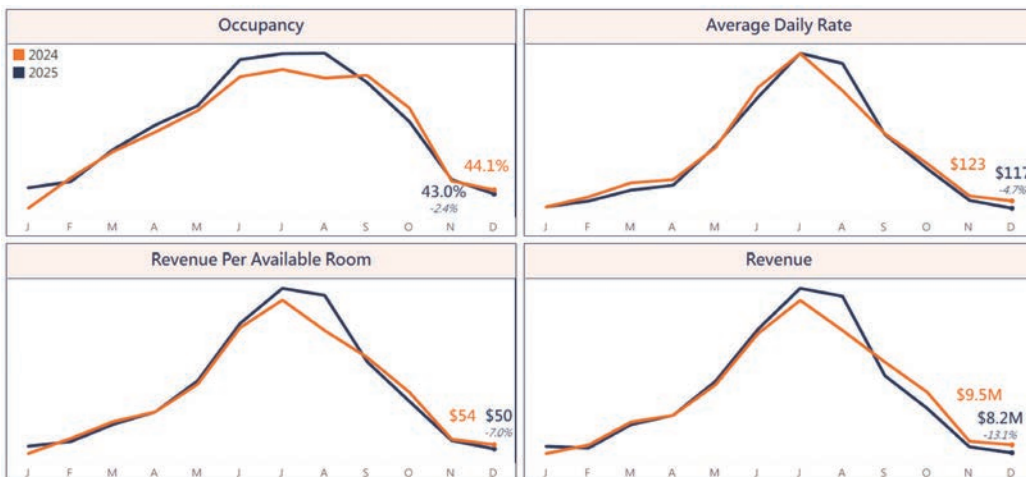 Occupancy
2024
2025
44.1%
43.0%
-2.4%
J F M A M J J A S O N D
Average Daily Rate
$123
$117
-4.7%
J F M A M J J A S O N D
Revenue Per Available Room
$54 $50
-7.0%
J F M A M J J A S O N D
Revenue
$9.5M
$8.2M
-13.1%
J F M A M J J A S O N D